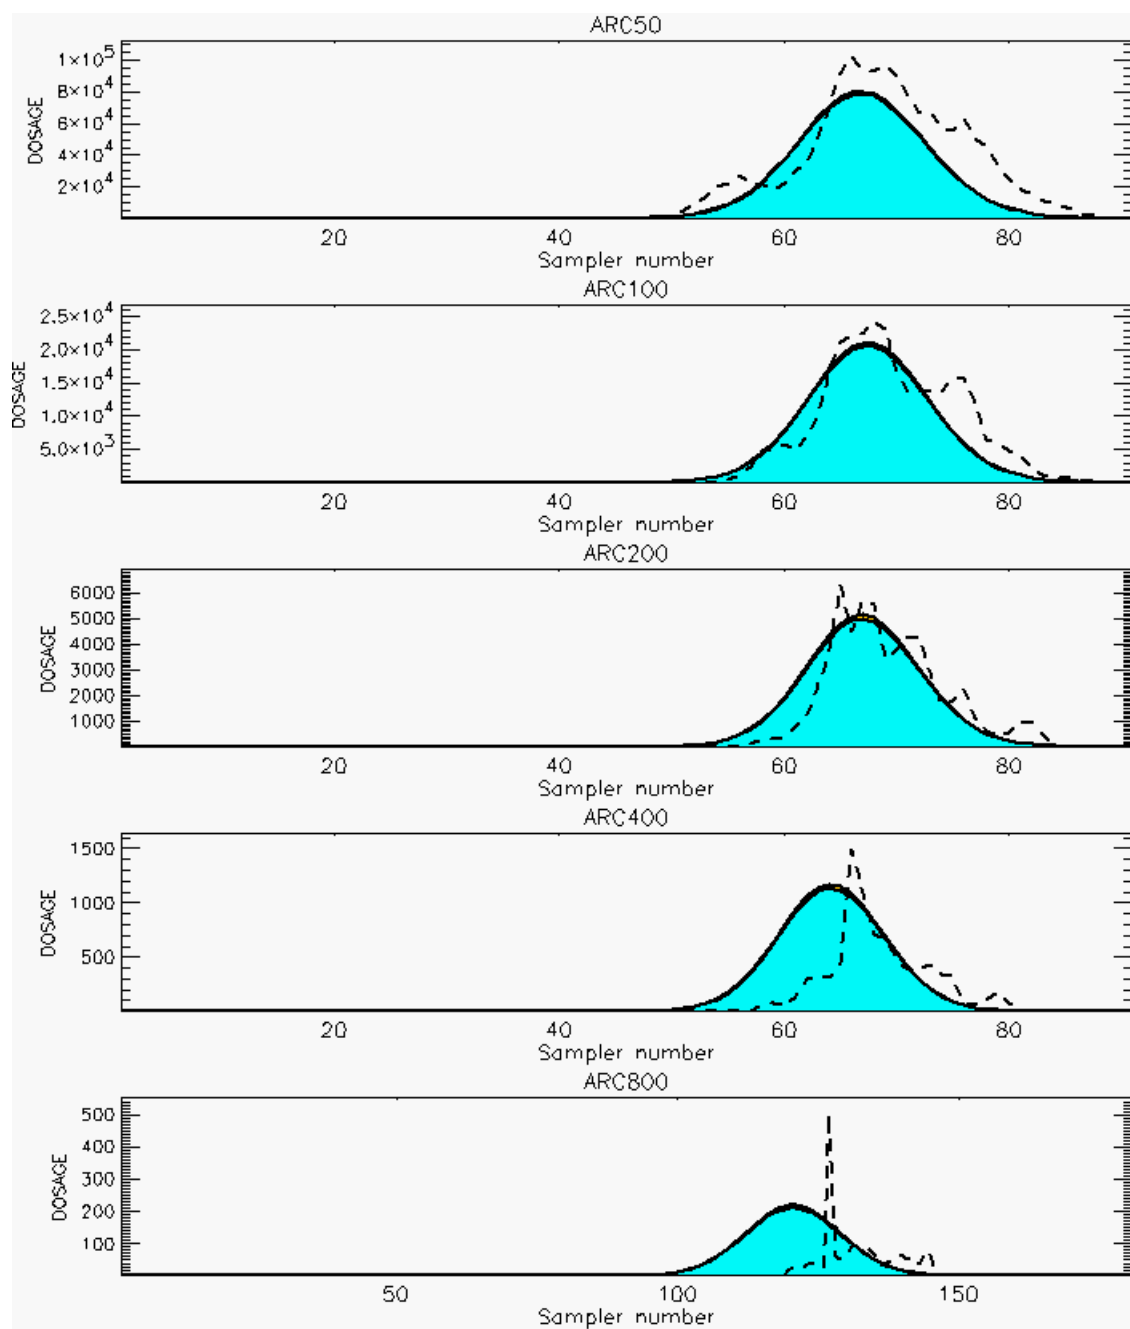 ARC50
1×10⁵
8×10⁴
6×10⁴
4×10⁴
2×10⁴
DOSAGE
20 40 60 80
Sampler number
ARC100
2.5×10⁴
2.0×10⁴
1.5×10⁴
1.0×10⁴
5.0×10³
DOSAGE
20 40 60 80
Sampler number
ARC200
6000
5000
4000
3000
2000
1000
DOSAGE
20 40 60 80
Sampler number
ARC400
1500
1000
500
DOSAGE
20 40 60 80
Sampler number
ARC800
500
400
300
200
100
DOSAGE
50 100 150
Sampler number